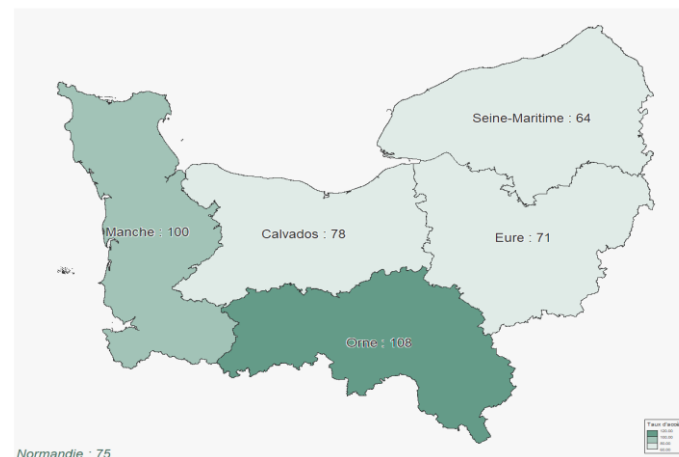 Seine-Maritime : 64
Manche : 100
Calvados : 78
Eure : 71
Orne : 108
Normandie : 75